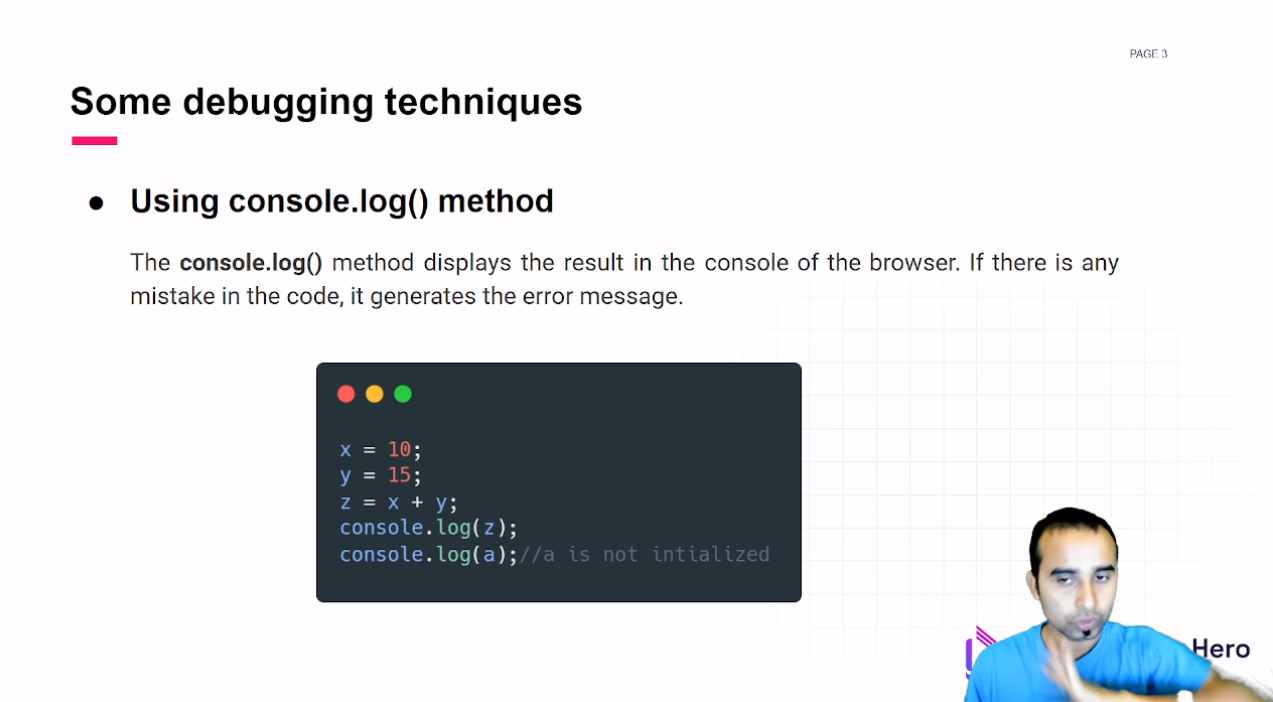 PAGE 3
Some debugging techniques
● Using console.log() method
The console.log() method displays the result in the console of the browser. If there is any
mistake in the code, it generates the error message.
x = 10;
y = 15;
z = x + y;
console.log(z);
console.log(a);//a is not intialized
Hero